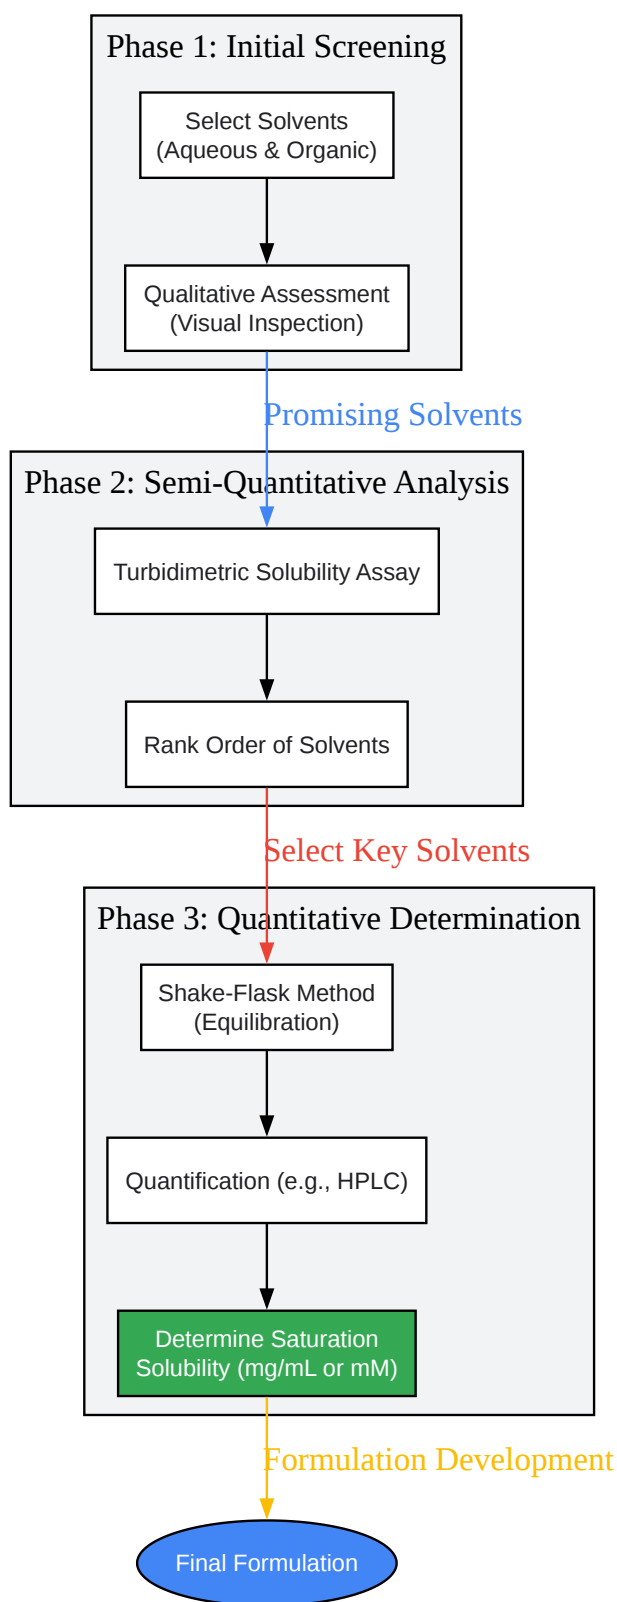 Phase 1: Initial Screening
Select Solvents
(Aqueous & Organic)
Qualitative Assessment
(Visual Inspection)
Promising Solvents
Phase 2: Semi-Quantitative Analysis
Turbidimetric Solubility Assay
Rank Order of Solvents
Select Key Solvents
Phase 3: Quantitative Determination
Shake-Flask Method
(Equilibration)
Quantification (e.g., HPLC)
Determine Saturation
Solubility (mg/mL or mM)
Formulation Development
Final Formulation